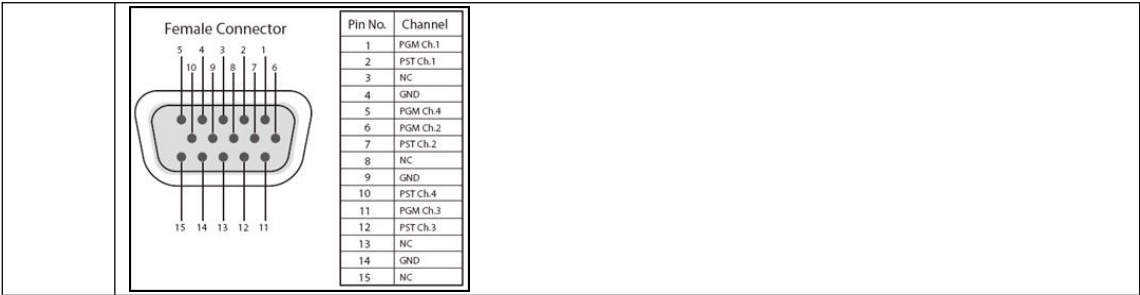 Female Connector
5 4 3 2 1
10 9 8 7 6
15 14 13 12 11
Pin No. Channel
1 PGM Ch.1
2 PST Ch.1
3 NC
4 GND
5 PGM Ch.4
6 PGM Ch.2
7 PST Ch.2
8 NC
9 GND
10 PST Ch.4
11 PGM Ch.3
12 PST Ch.3
13 NC
14 GND
15 NC